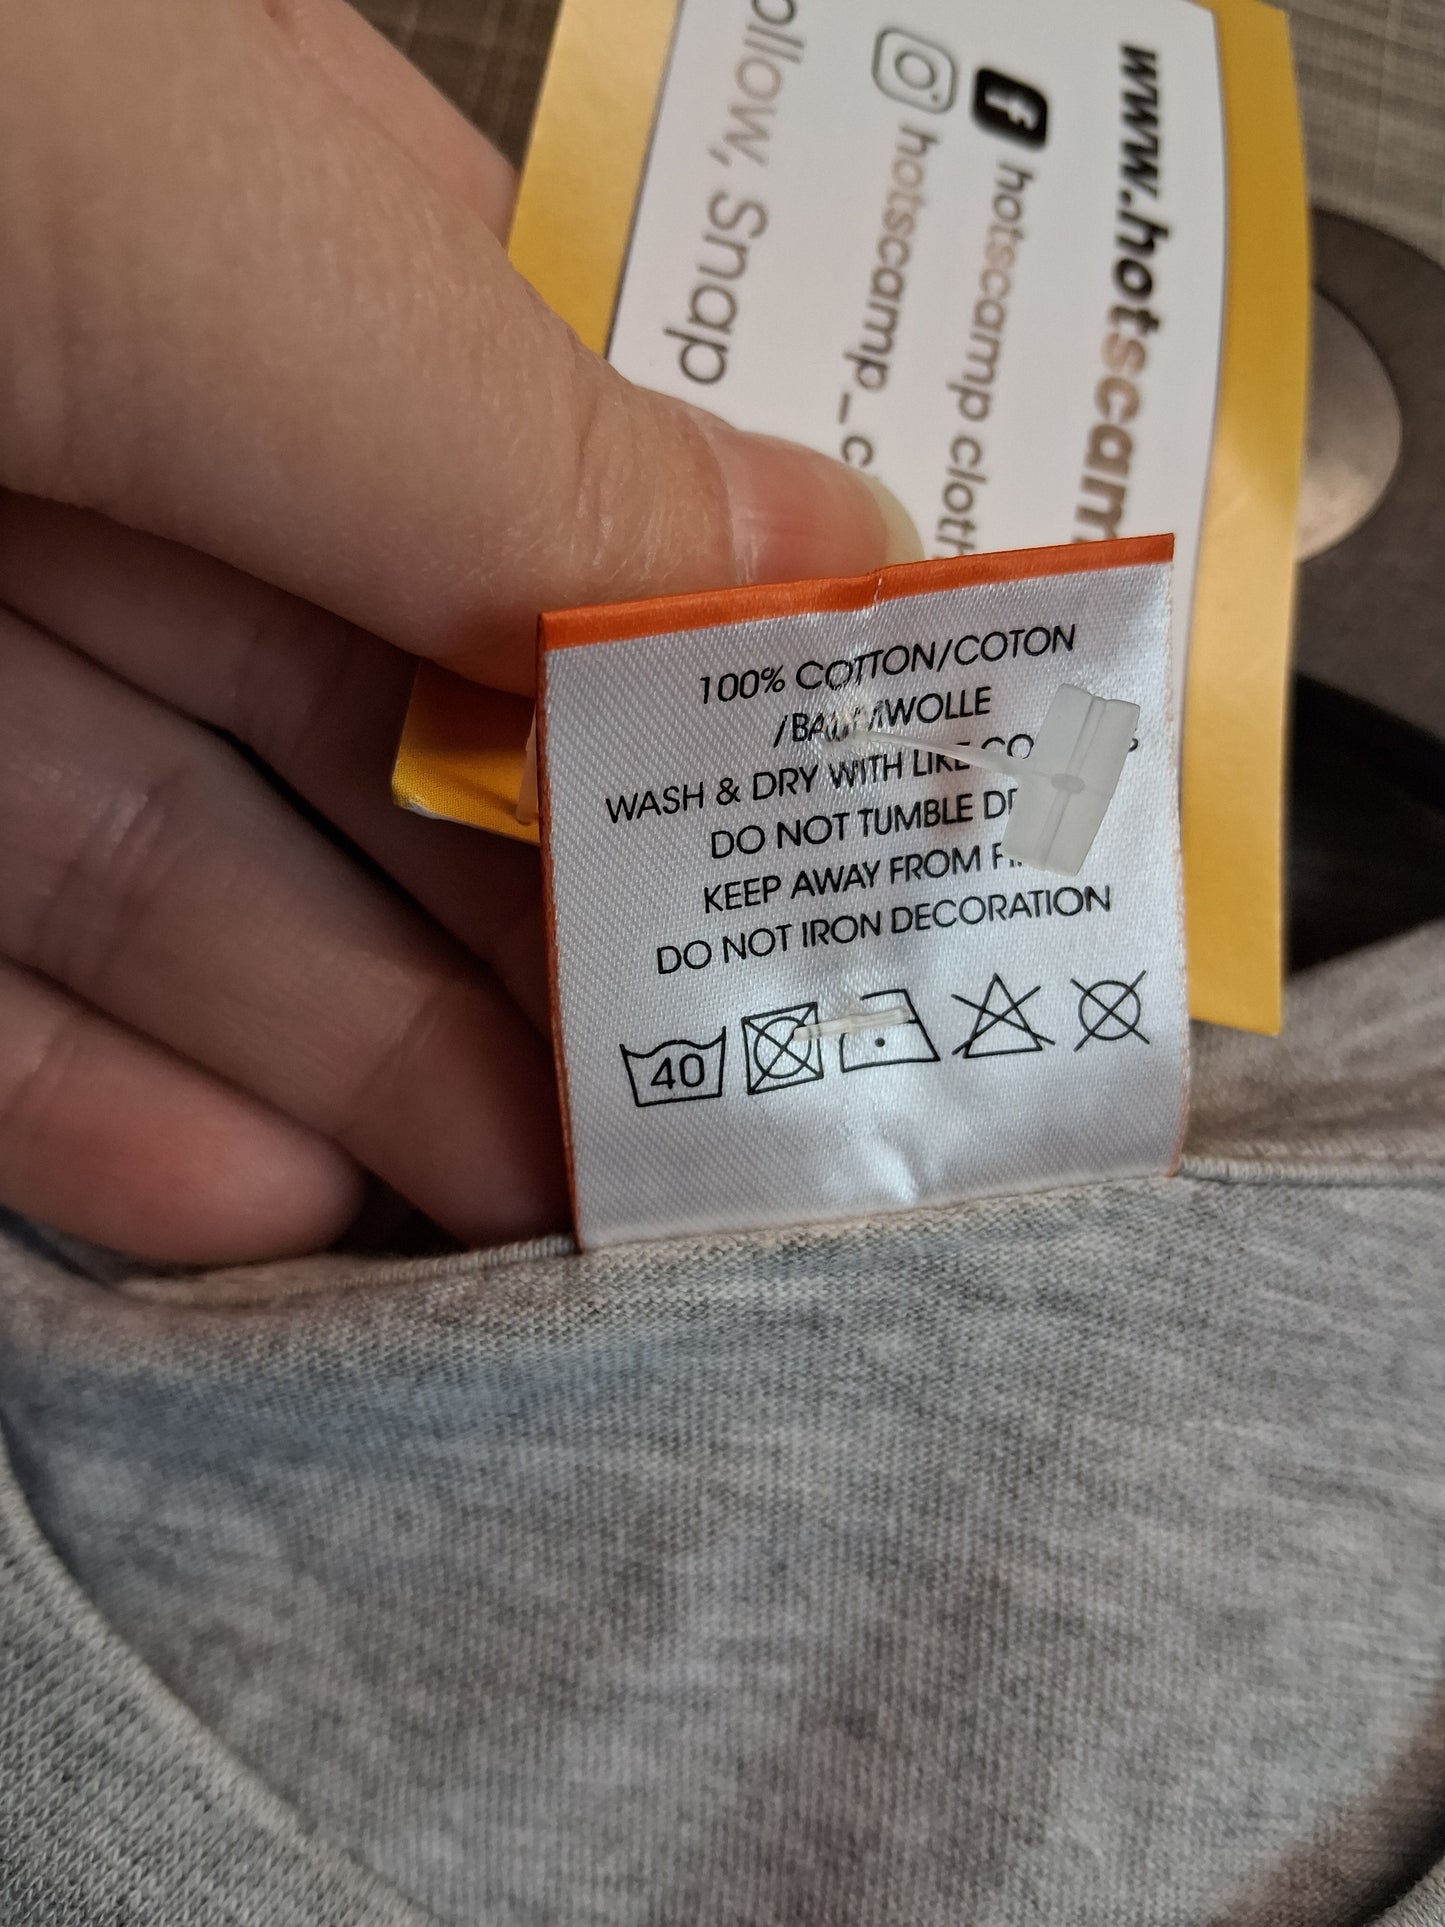 www.hotscam
hotscamp cloth
hotscamp_c
ollow, Snap
100% COTTON/COTON
/BAUMWOLLE
WASH & DRY WITH LIKE
DO NOT TUMBLE
KEEP AWAY FROM
DO NOT IRON DECORATION
40